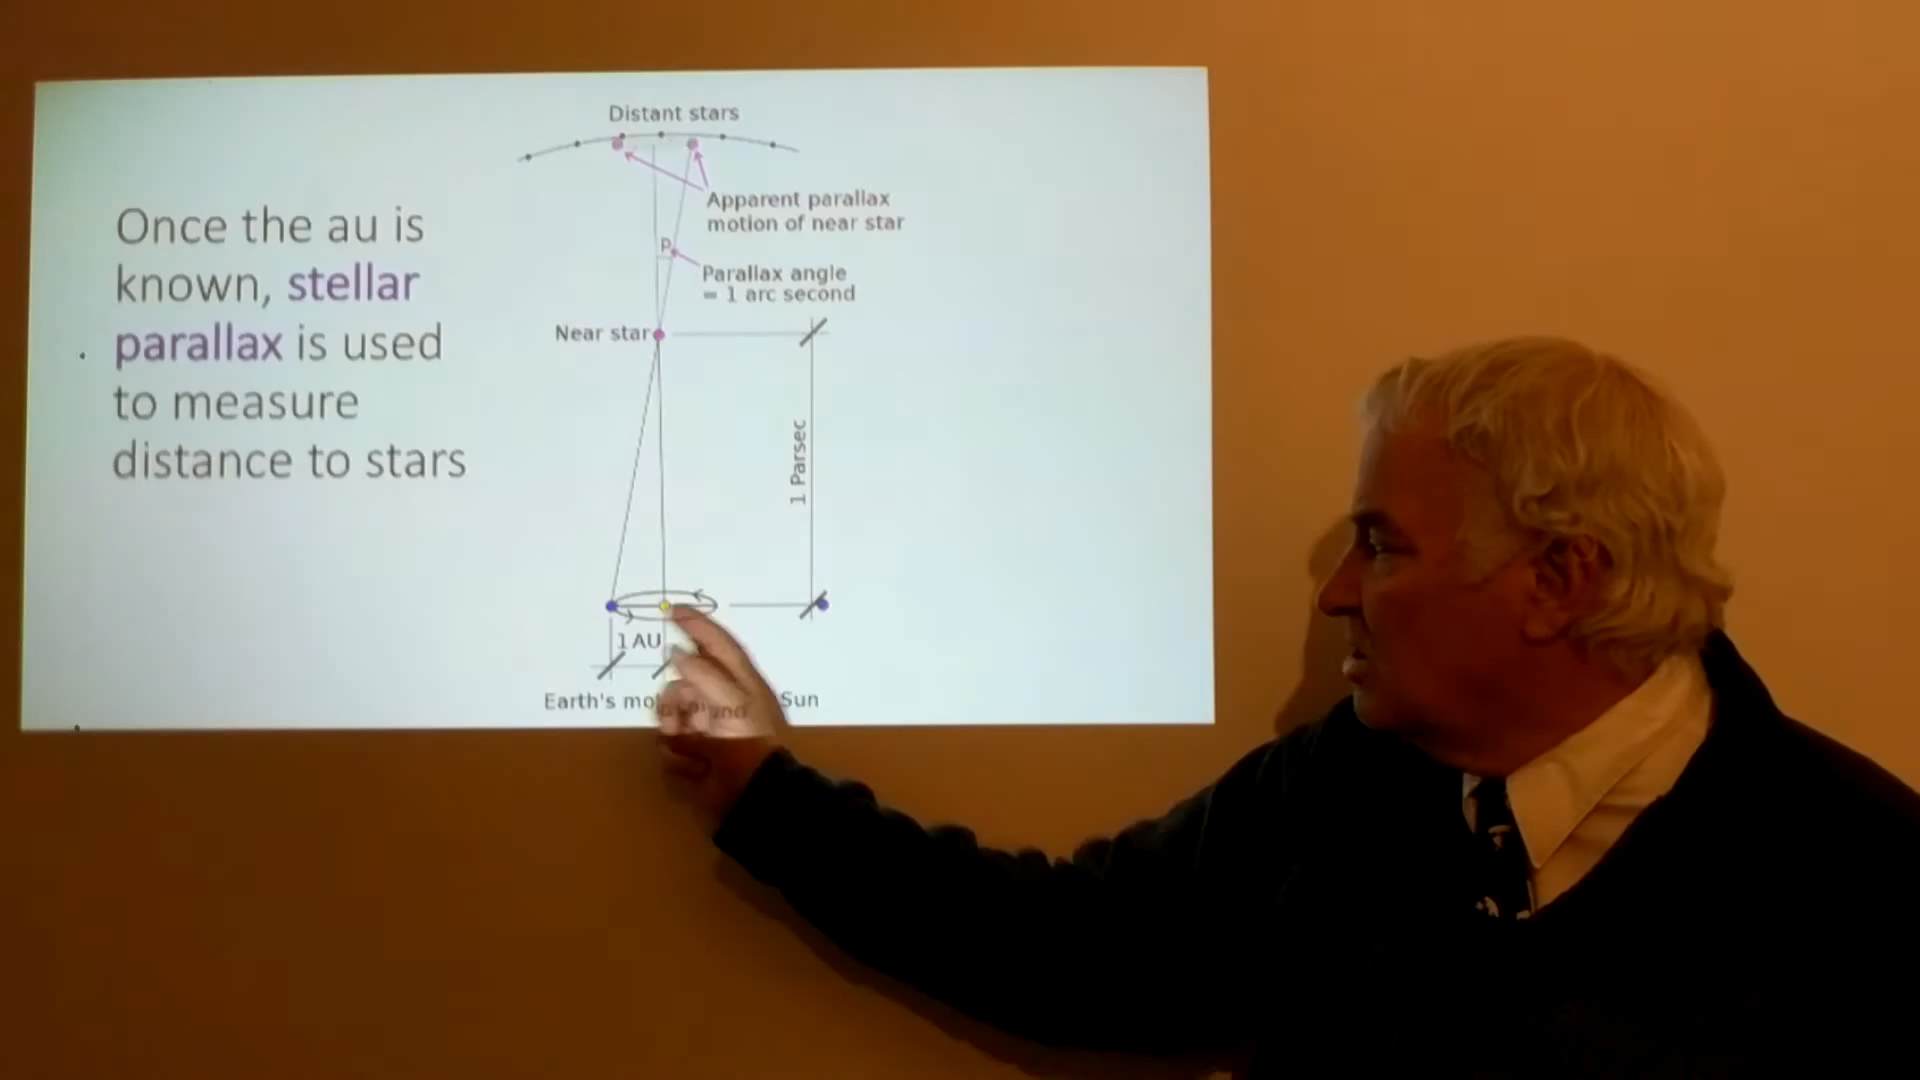 Once the au is
known, stellar
parallax is used
to measure
distance to stars
Distant stars
Apparent parallax
motion of near star
p
Parallax angle
= 1 arc second
Near star
1 Parsec
1 AU
Earth's Sun